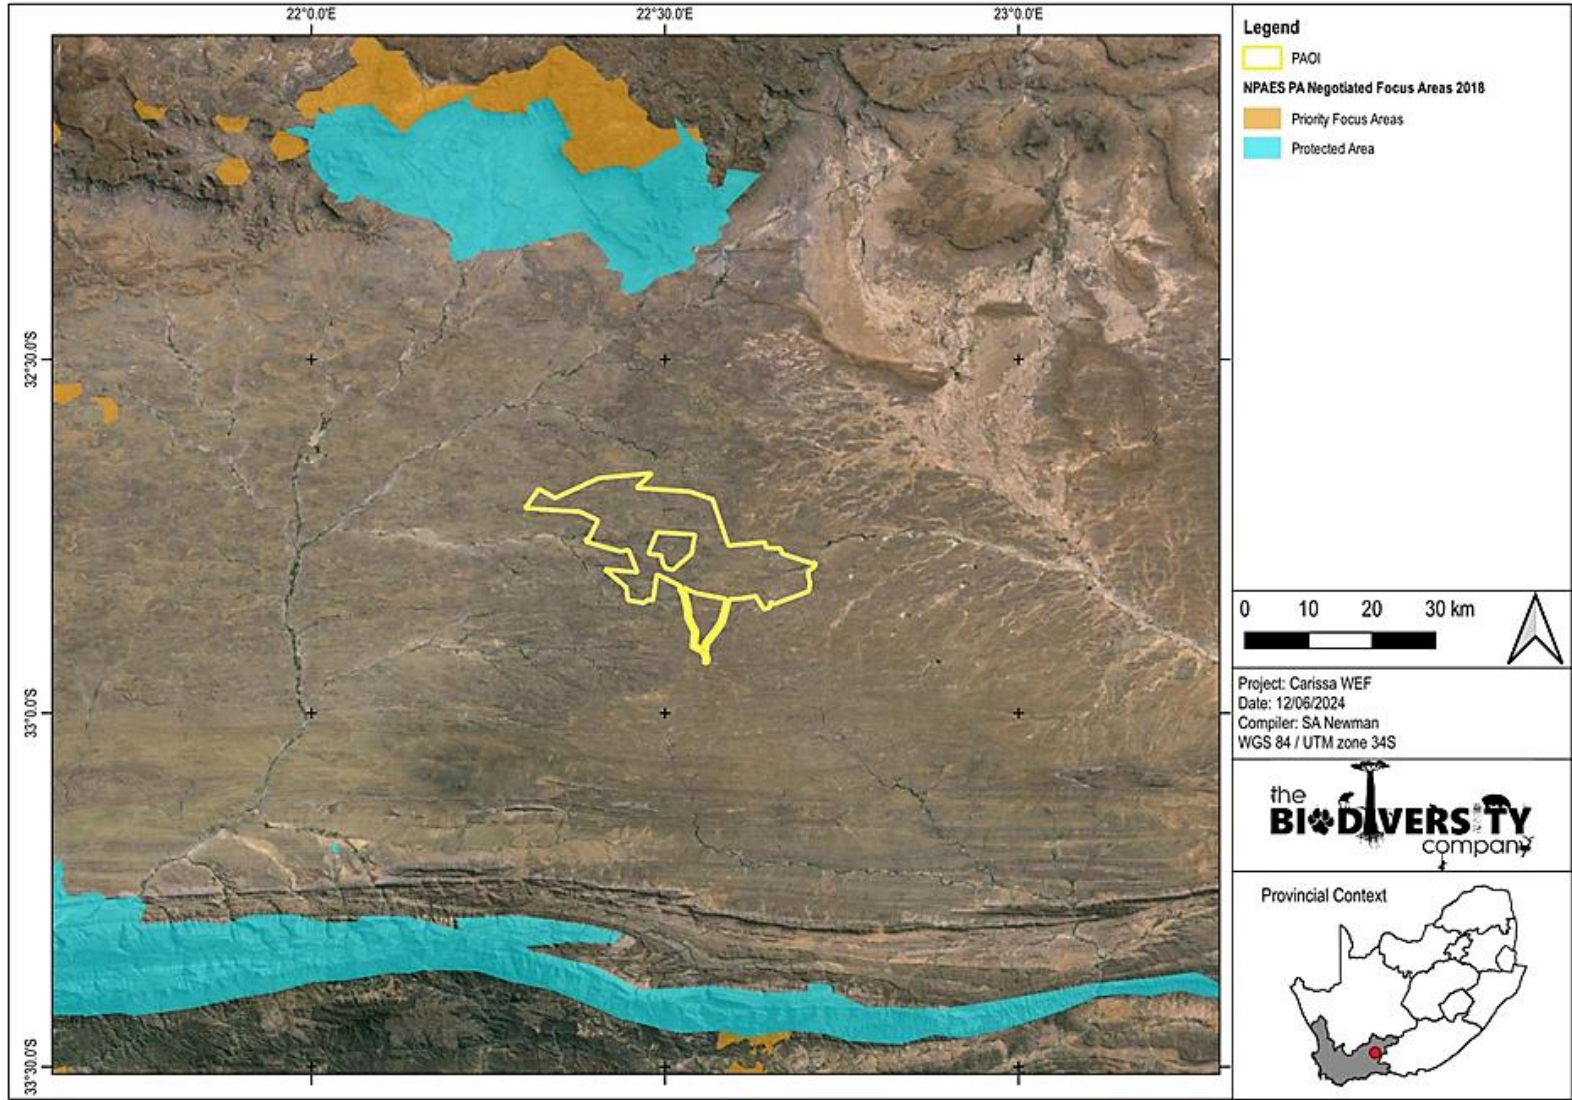 22°0.0'E
22°30.0'E
23°0.0'E
32°30.0'S
33°0.0'S
33°30.0'S
Legend
PAOI
NPAES PA Negotiated Focus Areas 2018
Priority Focus Areas
Protected Area
0 10 20 30 km
Project: Carissa WEF
Date: 12/06/2024
Compiler: SA Newman
WGS 84 / UTM zone 34S
the
BIODIVERSITY
company
Provincial Context